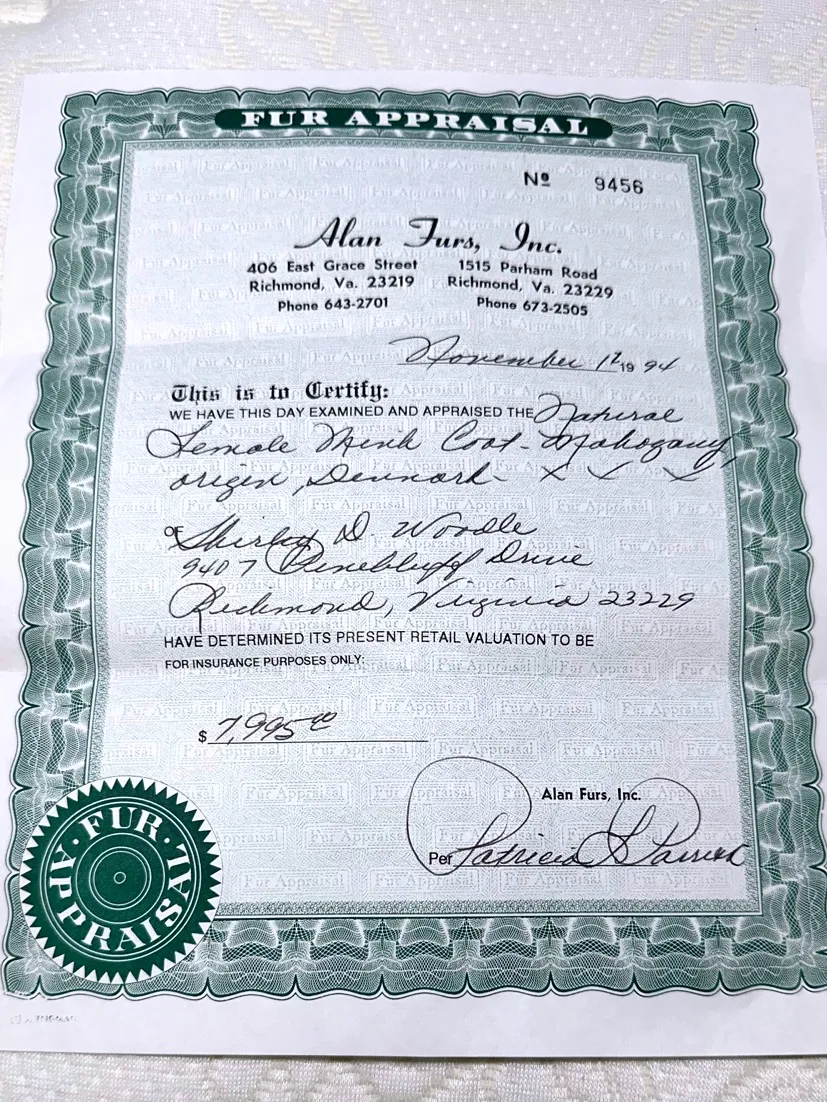 FUR APPRAISAL
Nº 9456
Alan Furs, Inc.
406 East Grace Street 1515 Parham Road
Richmond, Va. 23219 Richmond, Va. 23229
Phone 643-2701 Phone 673-2505
November 12 1994
This is to Certify:
WE HAVE THIS DAY EXAMINED AND APPRAISED THE Natural
Female Mink Coat - Mahogany,
origin, Denmark - X X X
OF Shirley D. Woodle
9407 Pinebluff Drive
Richmond, Virginia 23229
HAVE DETERMINED ITS PRESENT RETAIL VALUATION TO BE
FOR INSURANCE PURPOSES ONLY:
$ 7,995.00
Alan Furs, Inc.
Per Patricia
FUR APPRAISAL